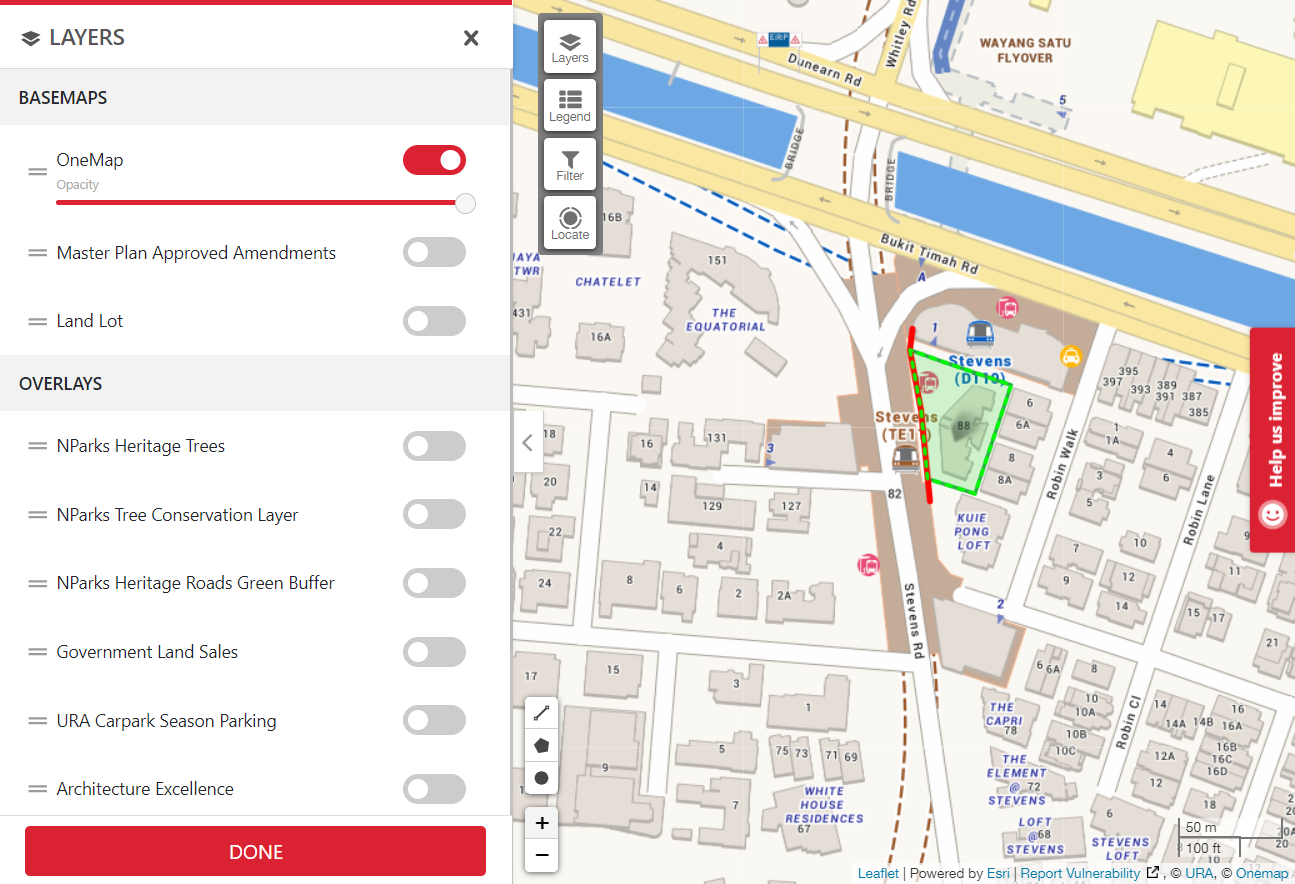 LAYERS
BASEMAPS
OneMap
Opacity
Master Plan Approved Amendments
Land Lot
OVERLAYS
NParks Heritage Trees
NParks Tree Conservation Layer
NParks Heritage Roads Green Buffer
Government Land Sales
URA Carpark Season Parking
Architecture Excellence
DONE
Layers
Legend
Filter
Locate
ERP
Dunearn Rd
Whitley Rd
WAYANG SATU
FLYOVER
5
BRIDGE
BRIDGE
16B
Bukit Timah Rd
A
151
CHATELET
THE
EQUATORIAL
431
16A
1
Stevens
Stevens
88
6
6A
8
8A
395
397
393
389
391
387
385
1
1A
4
6
3
5
Robin Walk
Robin Lane
18
16
131
3
20
14
129
127
82
22
4
24
8
6
2
2A
KUIE
PONG
LOFT
7
9
10
12
14
9
11
15
17
21
2
Stevens Rd
17
15
3
1
5
75
73
71
69
9
7
WHITE
HOUSE
RESIDENCES
67
6
6A
8
10
10A
10B
10C
THE
CAPRI
78
THE
ELEMENT
@ 72
STEVENS
LOFT
@68
STEVENS
Robin Cl
14
14A
14B
16
16A
16B
16C
16D
12A
12
18
6
STEVENS
LOFT
10
50 m
100 ft
Help us improve
+
−
Leaflet | Powered by Esri | Report Vulnerability , © URA, © Onemap